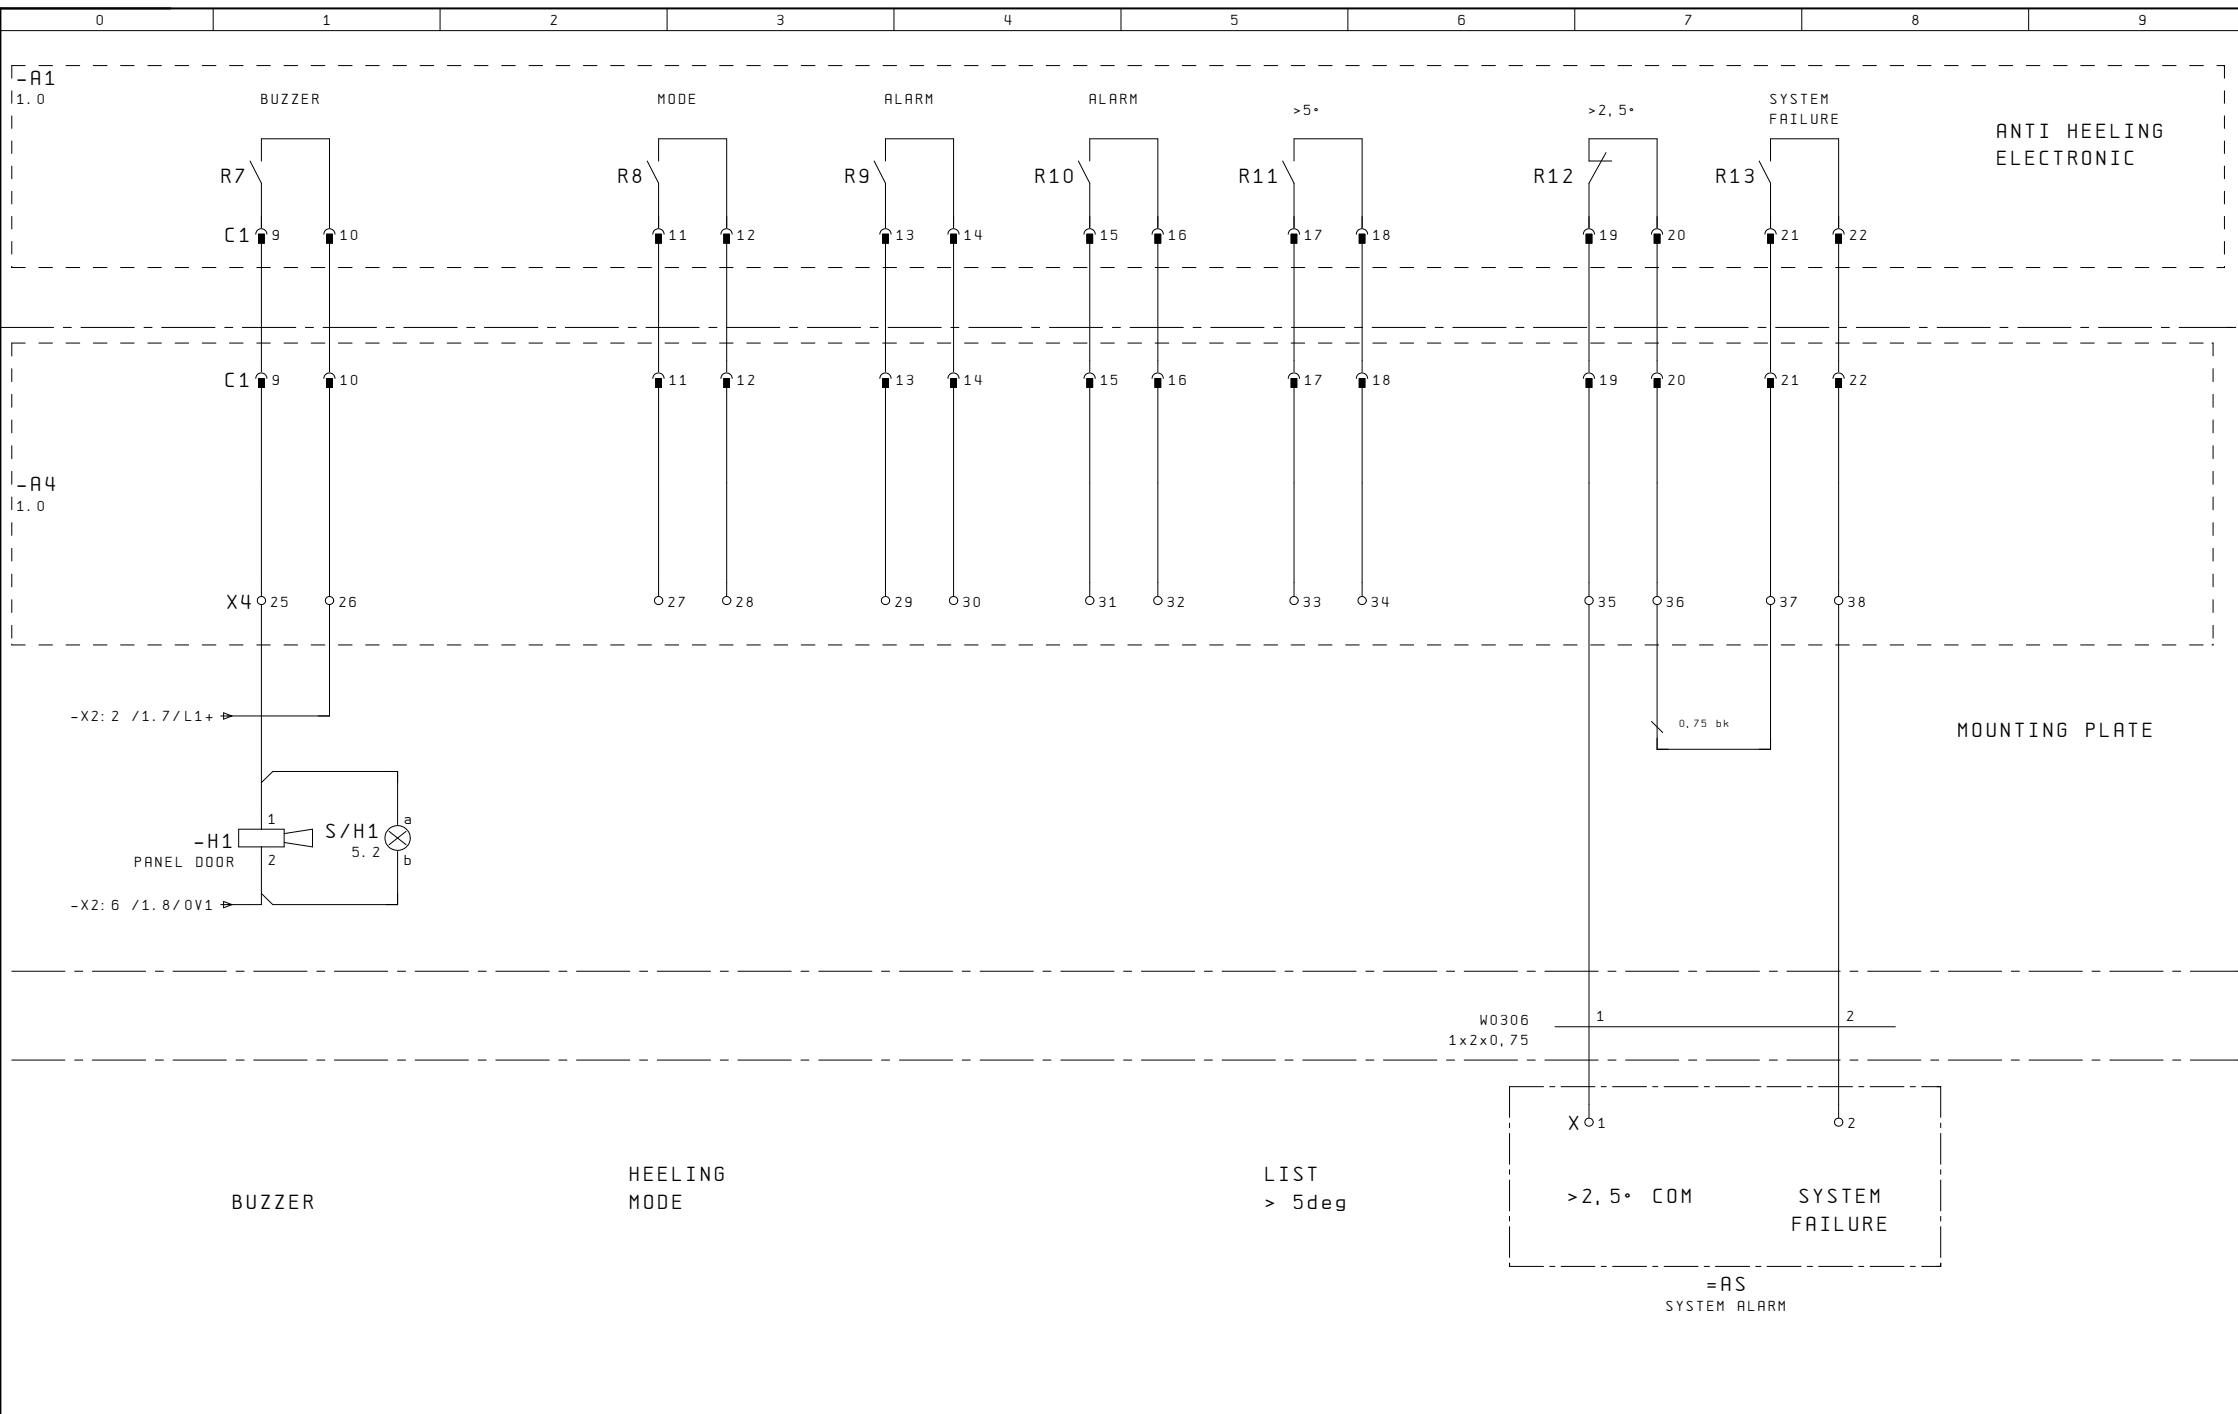 0 1 2 3 4 5 6 7 8 9
-A1
1.0
BUZZER MODE ALARM ALARM >5° >2,5° SYSTEM
FAILURE
ANTI HEELING
ELECTRONIC
R7 R8 R9 R10 R11 R12 R13
C1 9 10 11 12 13 14 15 16 17 18 19 20 21 22
C1 9 10 11 12 13 14 15 16 17 18 19 20 21 22
-A4
1.0
X4 25 26 27 28 29 30 31 32 33 34 35 36 37 38
-X2:2 /1.7/L1+
0,75 bk
MOUNTING PLATE
1 a
-H1 S/H1
PANEL DOOR 2 5.2 b
-X2:6 /1.8/0V1
W0306 1 2
1x2x0,75
X 1 2
BUZZER
HEELING
MODE
LIST
> 5deg
>2,5° COM
SYSTEM
FAILURE
=AS
SYSTEM ALARM